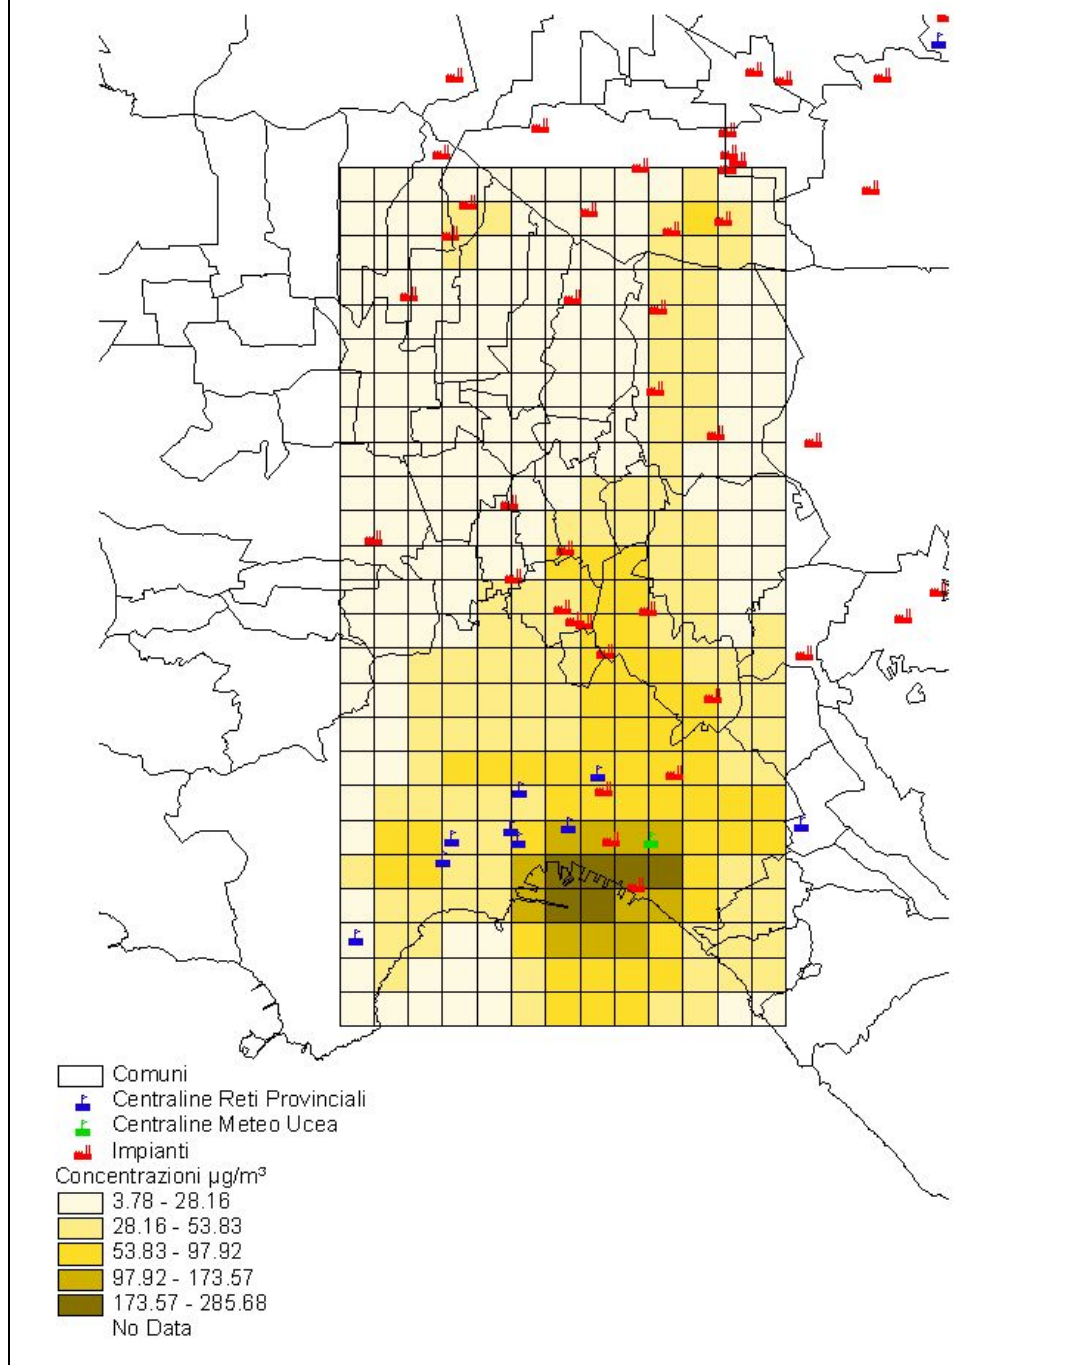 Comuni
Centraline Reti Provinciali
Centraline Meteo Ucea
Impianti
Concentrazioni µg/m³
3.78 - 28.16
28.16 - 53.83
53.83 - 97.92
97.92 - 173.57
173.57 - 285.68
No Data